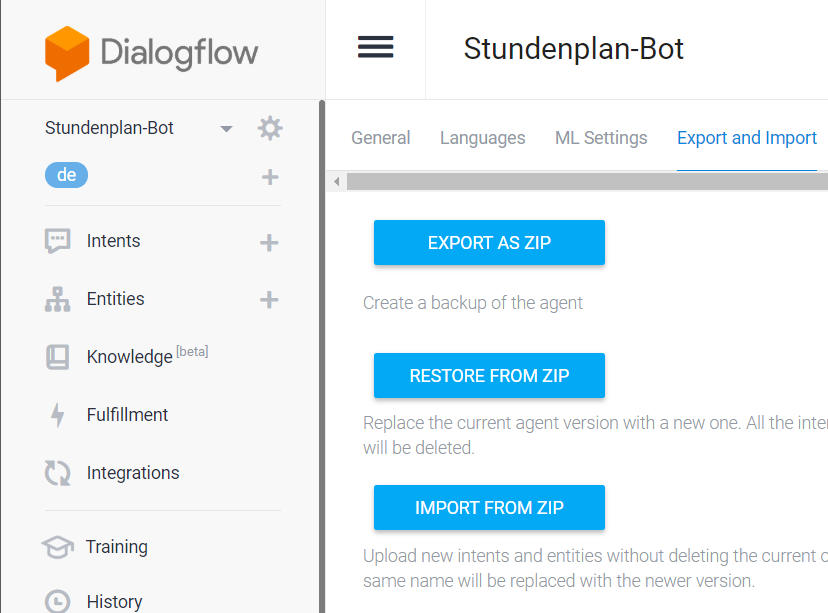 Dialogflow
Stundenplan-Bot
Stundenplan-Bot
de
Intents
Entities
Knowledge [beta]
Fulfillment
Integrations
Training
History
General Languages ML Settings Export and Import
EXPORT AS ZIP
Create a backup of the agent
RESTORE FROM ZIP
Replace the current agent version with a new one. All the
will be deleted.
IMPORT FROM ZIP
Upload new intents and entities without deleting the current
same name will be replaced with the newer version.